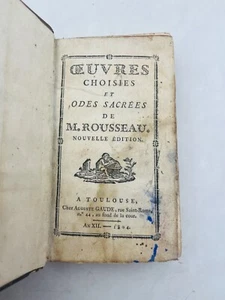 ŒUVRES
CHOISIES
ET
ODES SACRÉES
DE
M. ROUSSEAU.
NOUVELLE ÉDITION.
A TOULOUSE,
Chez AUGUSTE GAUDE, rue Saint-Rome,
n.º 44, au fond de la cour.
AN XII. —